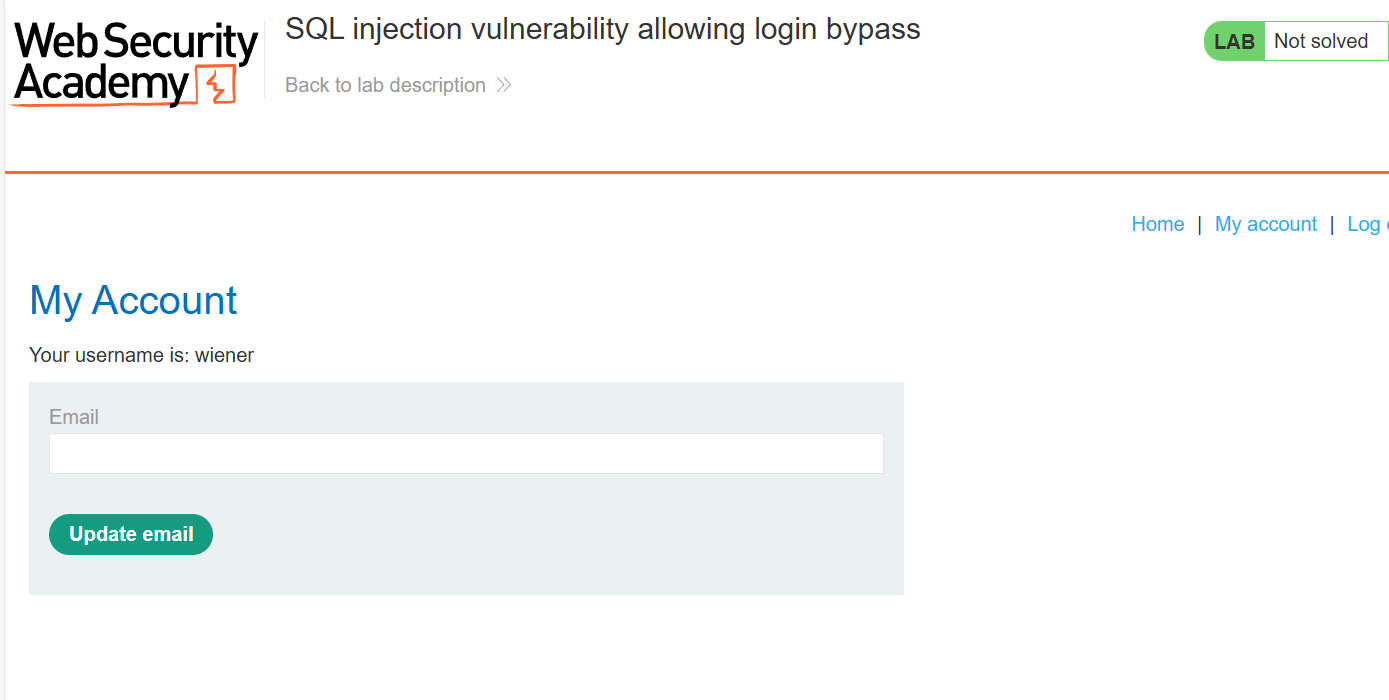 Web Security
Academy
SQL injection vulnerability allowing login bypass
Back to lab description
LAB Not solved
Home | My account | Log
My Account
Your username is: wiener
Email
Update email